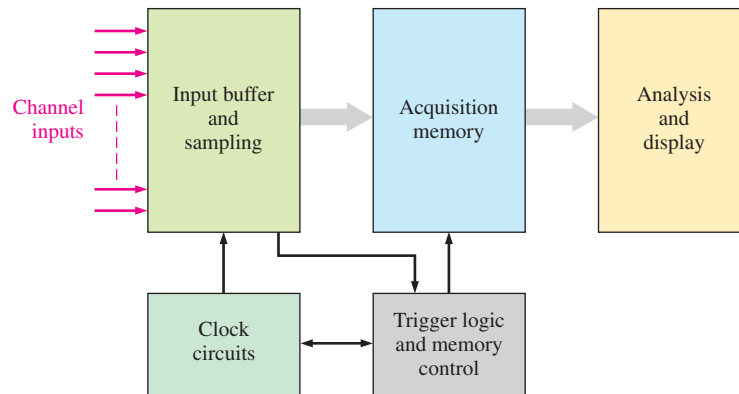 Channel
inputs
Input buffer
and
sampling
Acquisition
memory
Analysis
and
display
Clock
circuits
Trigger logic
and memory
control